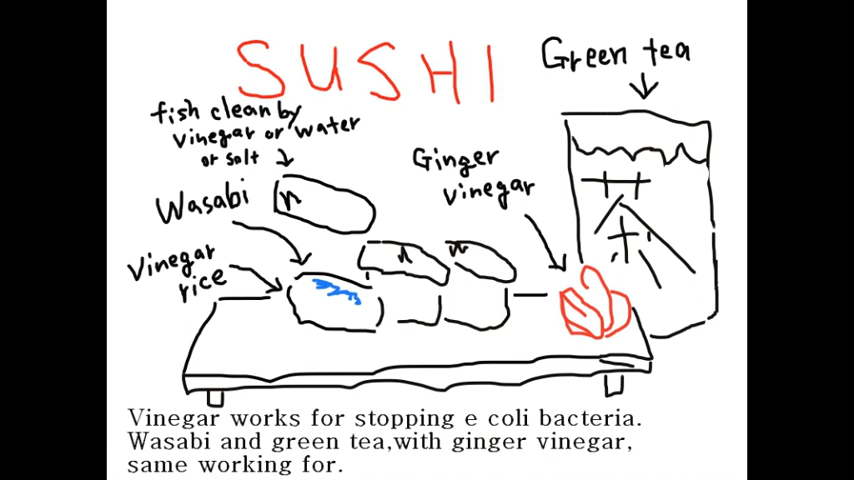 SUSHI
Green tea
fish clean by
vinegar or water
or salt
Ginger
vinegar
Wasabi
Vinegar
rice
茶
Vinegar works for stopping e coli bacteria.
Wasabi and green tea,with ginger vinegar,
same working for.